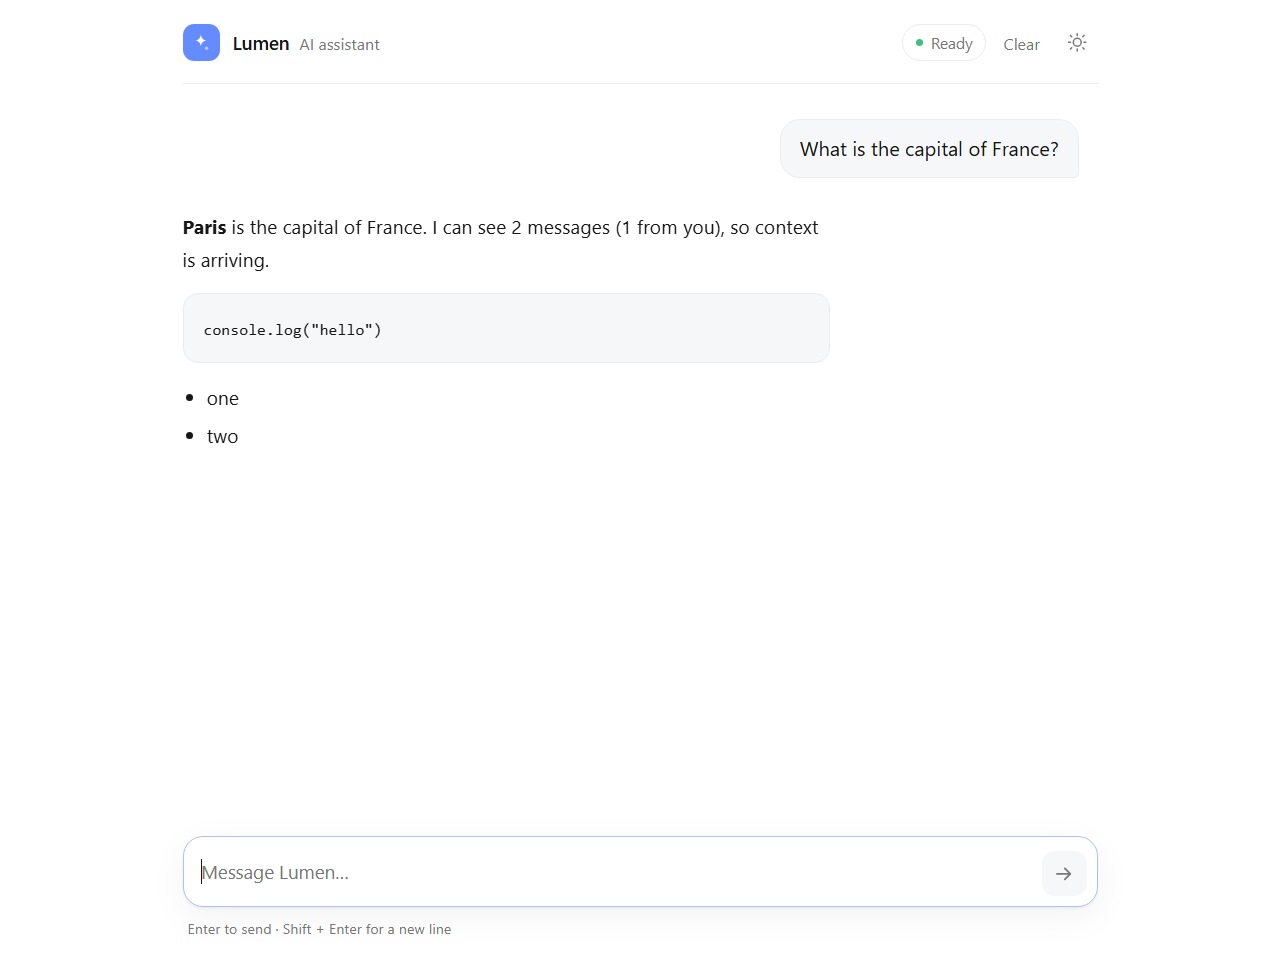 Lumen AI assistant
Ready Clear
What is the capital of France?
Paris is the capital of France. I can see 2 messages (1 from you), so context
is arriving.
console.log("hello")
• one
• two
Message Lumen...
Enter to send · Shift + Enter for a new line